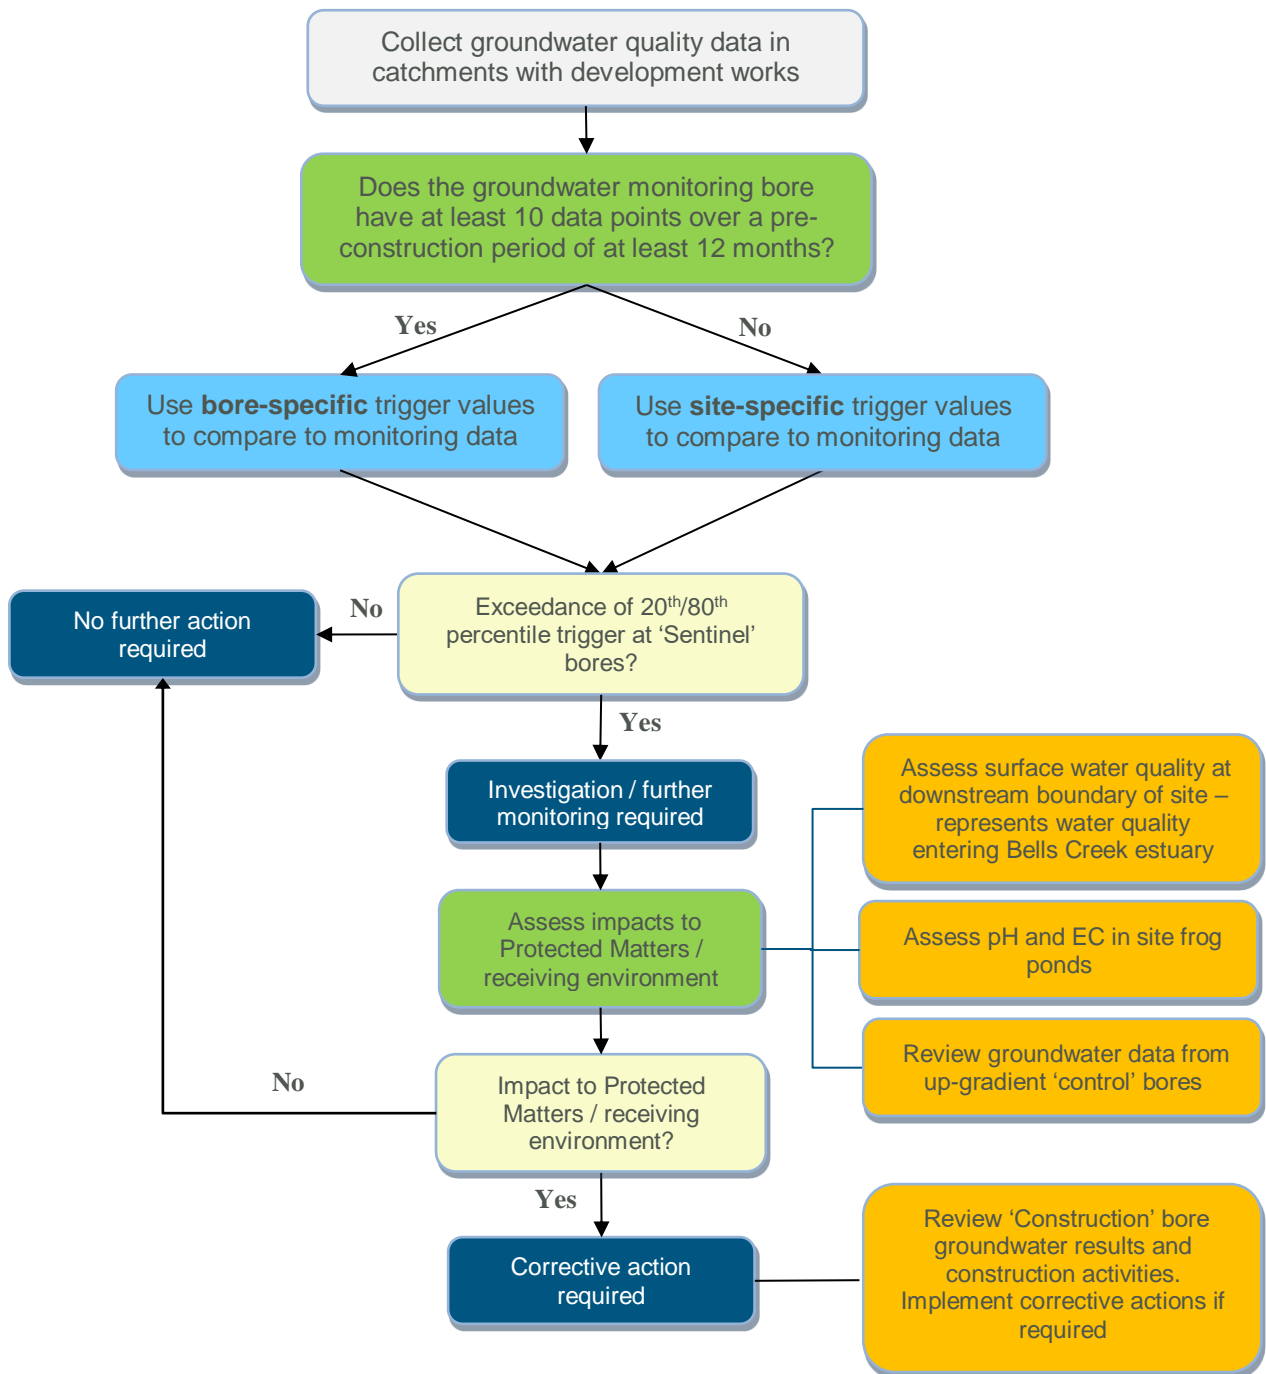 Collect groundwater quality data in
catchments with development works
Does the groundwater monitoring bore
have at least 10 data points over a pre-
construction period of at least 12 months?
Yes
No
Use bore-specific trigger values
to compare to monitoring data
Use site-specific trigger values
to compare to monitoring data
Exceedance of 20th/80th
percentile trigger at ‘Sentinel’
bores?
No
No further action
required
Yes
Investigation / further
monitoring required
Assess impacts to
Protected Matters /
receiving environment
Assess surface water quality at
downstream boundary of site –
represents water quality
entering Bells Creek estuary
Assess pH and EC in site frog
ponds
Review groundwater data from
up-gradient ‘control’ bores
Impact to Protected
Matters / receiving
environment?
No
Yes
Corrective action
required
Review ‘Construction’ bore
groundwater results and
construction activities.
Implement corrective actions if
required